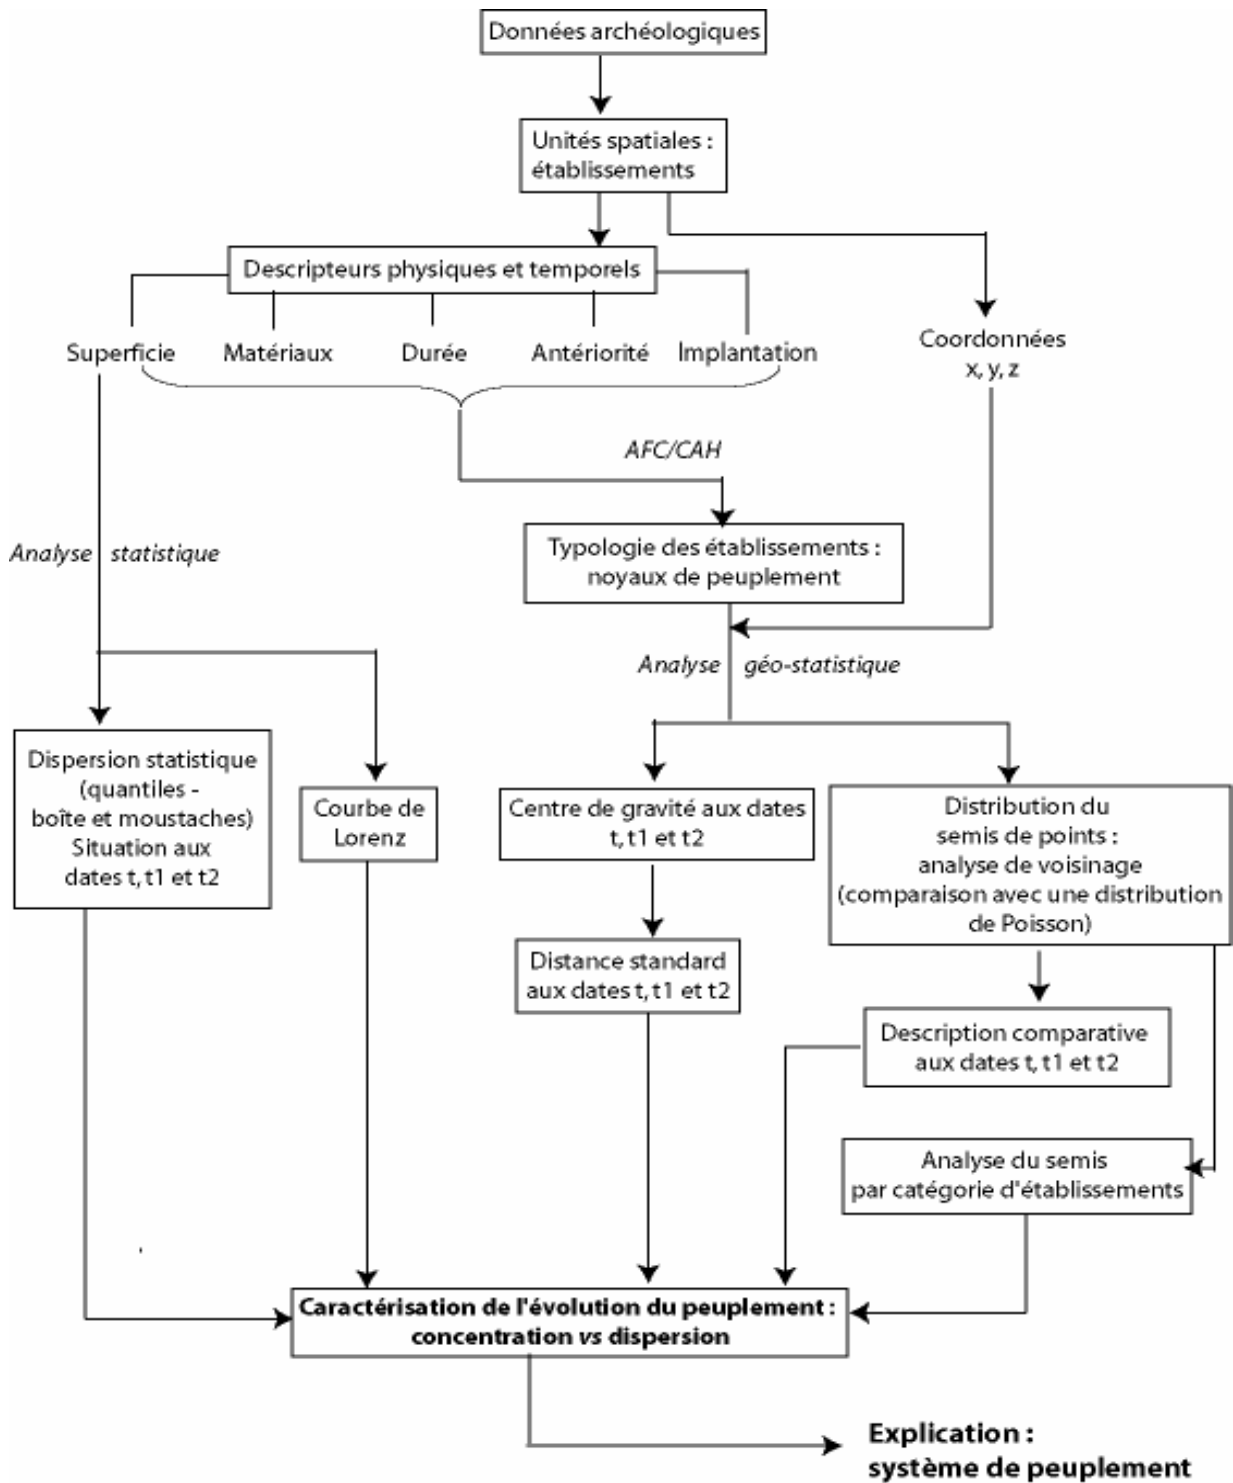 Données archéologiques
Unités spatiales :
établissements
Descripteurs physiques et temporels
Superficie
Matériaux
Durée
Antériorité
Implantation
Coordonnées
x, y, z
AFC/CAH
Typologie des établissements :
noyaux de peuplement
Analyse statistique
Analyse géo-statistique
Dispersion statistique
(quantiles -
boîte et moustaches)
Situation aux
dates t, t1 et t2
Courbe de
Lorenz
Centre de gravité aux dates
t, t1 et t2
Distribution du
semis de points :
analyse de voisinage
(comparaison avec une distribution
de Poisson)
Distance standard
aux dates t, t1 et t2
Description comparative
aux dates t, t1 et t2
Analyse du semis
par catégorie d'établissements
Caractérisation de l'évolution du peuplement :
concentration vs dispersion
Explication :
système de peuplement